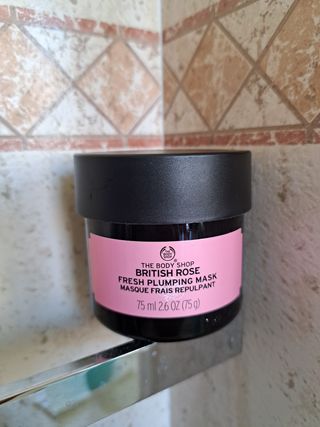 THE BODY SHOP
BRITISH ROSE
FRESH PLUMPING MASK
MASQUE FRAIS REPULPANT
75 ml 2.6 OZ (75 g)